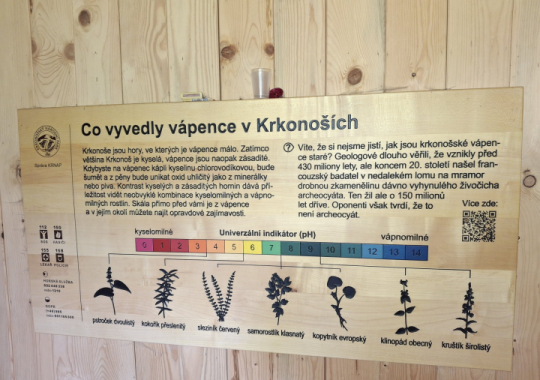 Co vyvedly vápence v Krkonoších
Krkonoše jsou hory, ve kterých je vápence málo. Zatímco
většina Krkonoš je kyselá, vápence jsou naopak zásadité.
Kdybyste na vápenec kápli kyselinu chlorovodíkovou, bude
šumět a z pěny bude unikat oxid uhličitý jako z minerálky
nebo piva. Kontrast kyselých a zásaditých hornin dává pří-
ležitost vidět neobvyklé kombinace kyselomilných a vápno-
milných rostlin. Skála přímo před vámi je z vápence
a v jejím okolí můžete najít opravdové zajímavosti.
? Víte, že si nejsme jistí, jak jsou krkonošské vápen-
ce staré? Geologové dlouho věřili, že vznikly před
430 miliony lety, ale koncem 20. století našel fran-
couzský badatel v nedalekém lomu na mramor
drobnou zkamenělinu dávno vyhynulého živočicha
archeocyáta. Ten žil ale o 150 milionů
let dříve. Oponenti však tvrdí, že to
není archeocyát.
Více zde:
kyselomilné
Univerzální indikátor (pH)
vápnomilné
0 1 2 3 4 5 6 7 8 9 10 11 12 13 14
pstroček dvoulistý
kokořík přeslenitý
sleziník červený
samorostlík klasnatý
kopytník evropský
klinopád obecný
kruštík širolistý
112
150
155
158